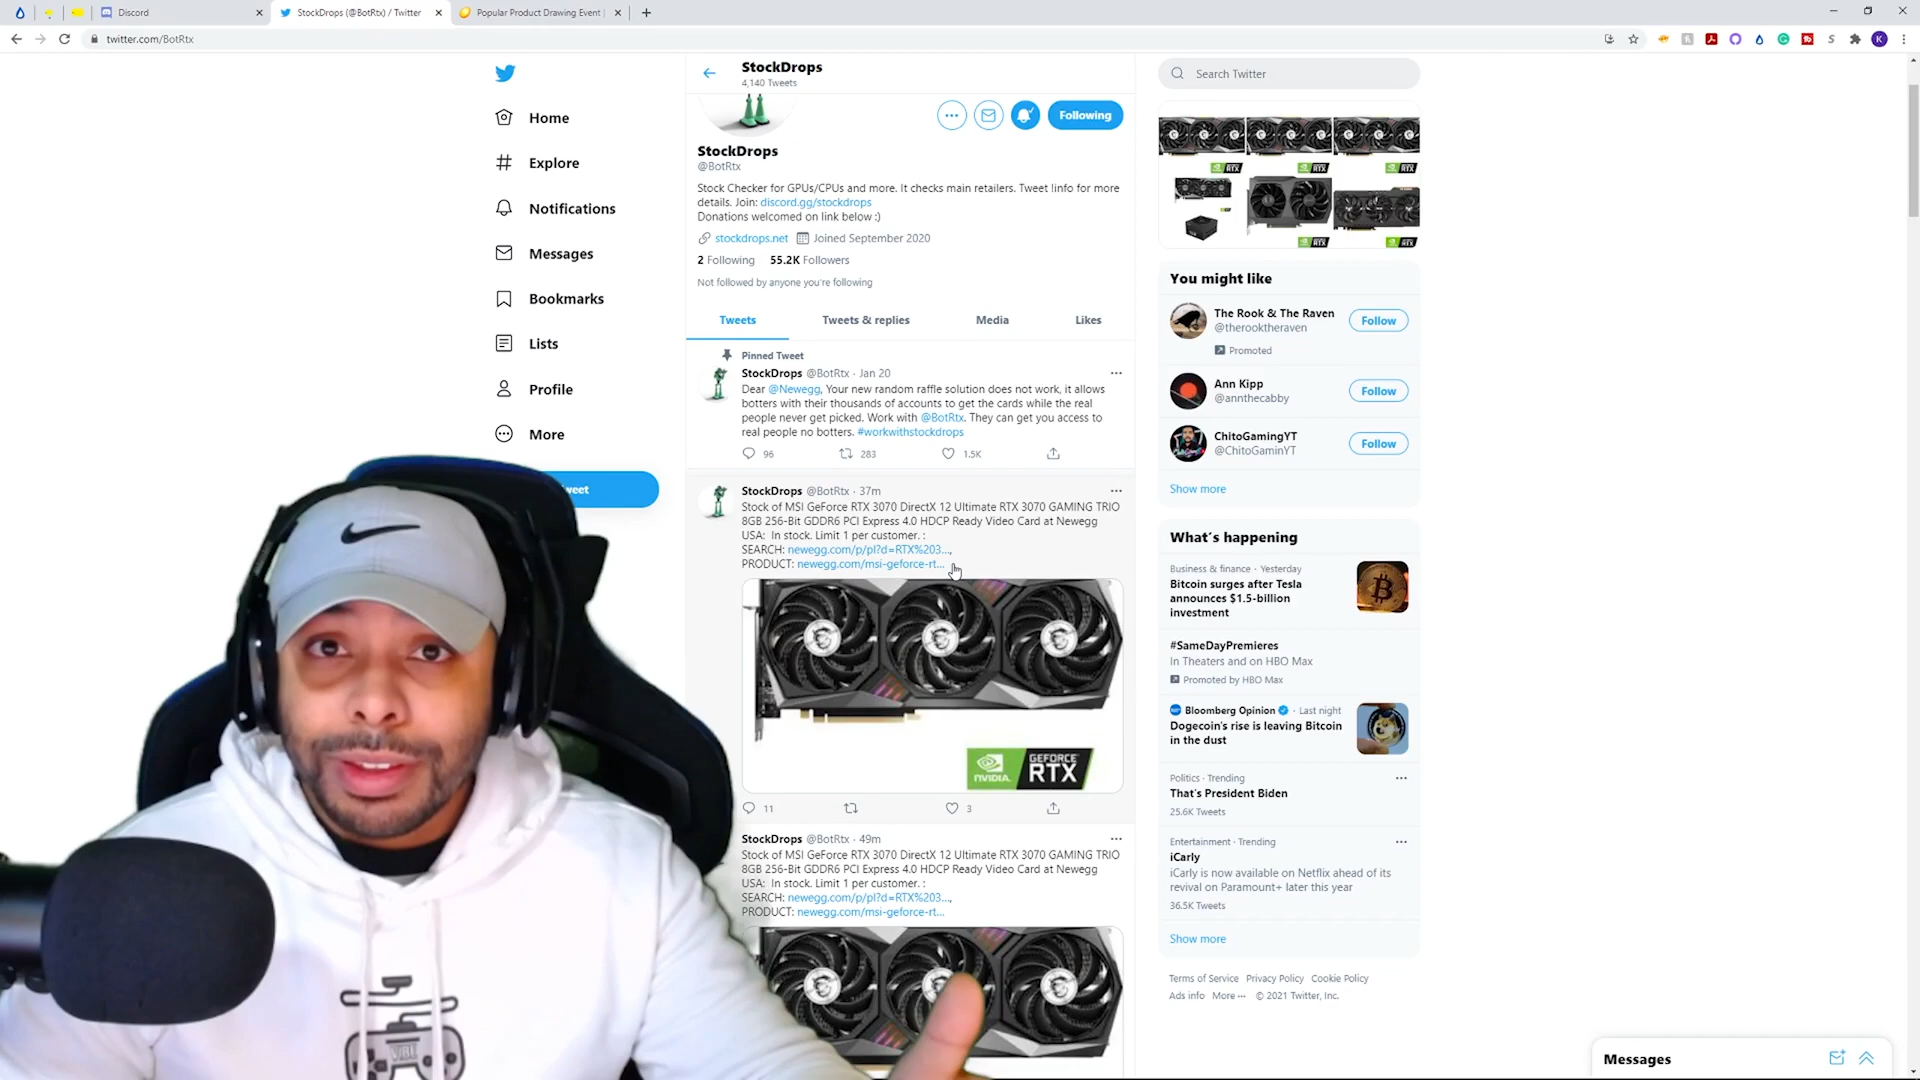 Discord
StockDrops (@BotRtx) / Twitter
Popular Product Drawing Event |
twitter.com/BotRtx
K
Home
Explore
Notifications
Messages
Bookmarks
Lists
Profile
More
weet
StockDrops
4,140 Tweets
Following
StockDrops
@BotRtx
Stock Checker for GPUs/CPUs and more. It checks main retailers. Tweet !info for more
details. Join: discord.gg/stockdrops
Donations welcomed on link below :)
stockdrops.net Joined September 2020
2 Following 55.2K Followers
Not followed by anyone you're following
Tweets Tweets & replies Media Likes
Pinned Tweet
StockDrops @BotRtx · Jan 20
Dear @Newegg, Your new random raffle solution does not work, it allows
botters with their thousands of accounts to get the cards while the real
people never get picked. Work with @BotRtx. They can get you access to
real people no botters. #workwithstockdrops
96 283 1.5K
StockDrops @BotRtx · 37m
Stock of MSI GeForce RTX 3070 DirectX 12 Ultimate RTX 3070 GAMING TRIO
8GB 256-Bit GDDR6 PCI Express 4.0 HDCP Ready Video Card at Newegg
USA: In stock. Limit 1 per customer. :
SEARCH: newegg.com/p/pl?d=RTX%203...,
PRODUCT: newegg.com/msi-geforce-rt...
NVIDIA. GEFORCE RTX
11 3
StockDrops @BotRtx · 49m
Stock of MSI GeForce RTX 3070 DirectX 12 Ultimate RTX 3070 GAMING TRIO
8GB 256-Bit GDDR6 PCI Express 4.0 HDCP Ready Video Card at Newegg
USA: In stock. Limit 1 per customer. :
SEARCH: newegg.com/p/pl?d=RTX%203...,
PRODUCT: newegg.com/msi-geforce-rt...
Search Twitter
You might like
The Rook & The Raven
@therooktheraven
Follow
Promoted
Ann Kipp
@annthecabby
Follow
ChitoGamingYT
@ChitoGaminYT
Follow
Show more
What's happening
Business & finance · Yesterday
Bitcoin surges after Tesla
announces $1.5-billion
investment
#SameDayPremieres
In Theaters and on HBO Max
Promoted by HBO Max
Bloomberg Opinion · Last night
Dogecoin's rise is leaving Bitcoin
in the dust
Politics · Trending
That's President Biden
25.6K Tweets
Entertainment · Trending
iCarly
iCarly is now available on Netflix ahead of its
revival on Paramount+ later this year
36.5K Tweets
Show more
Terms of Service Privacy Policy Cookie Policy
Ads info More ··· © 2021 Twitter, Inc.
Messages